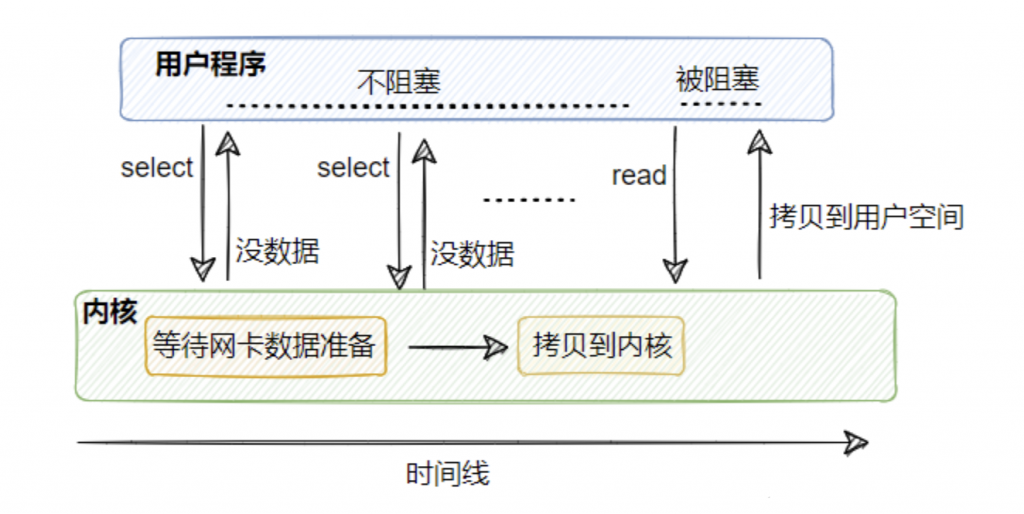 用户程序
不阻塞
被阻塞
select
select
read
没数据
没数据
拷贝到用户空间
内核
等待网卡数据准备
拷贝到内核
时间线